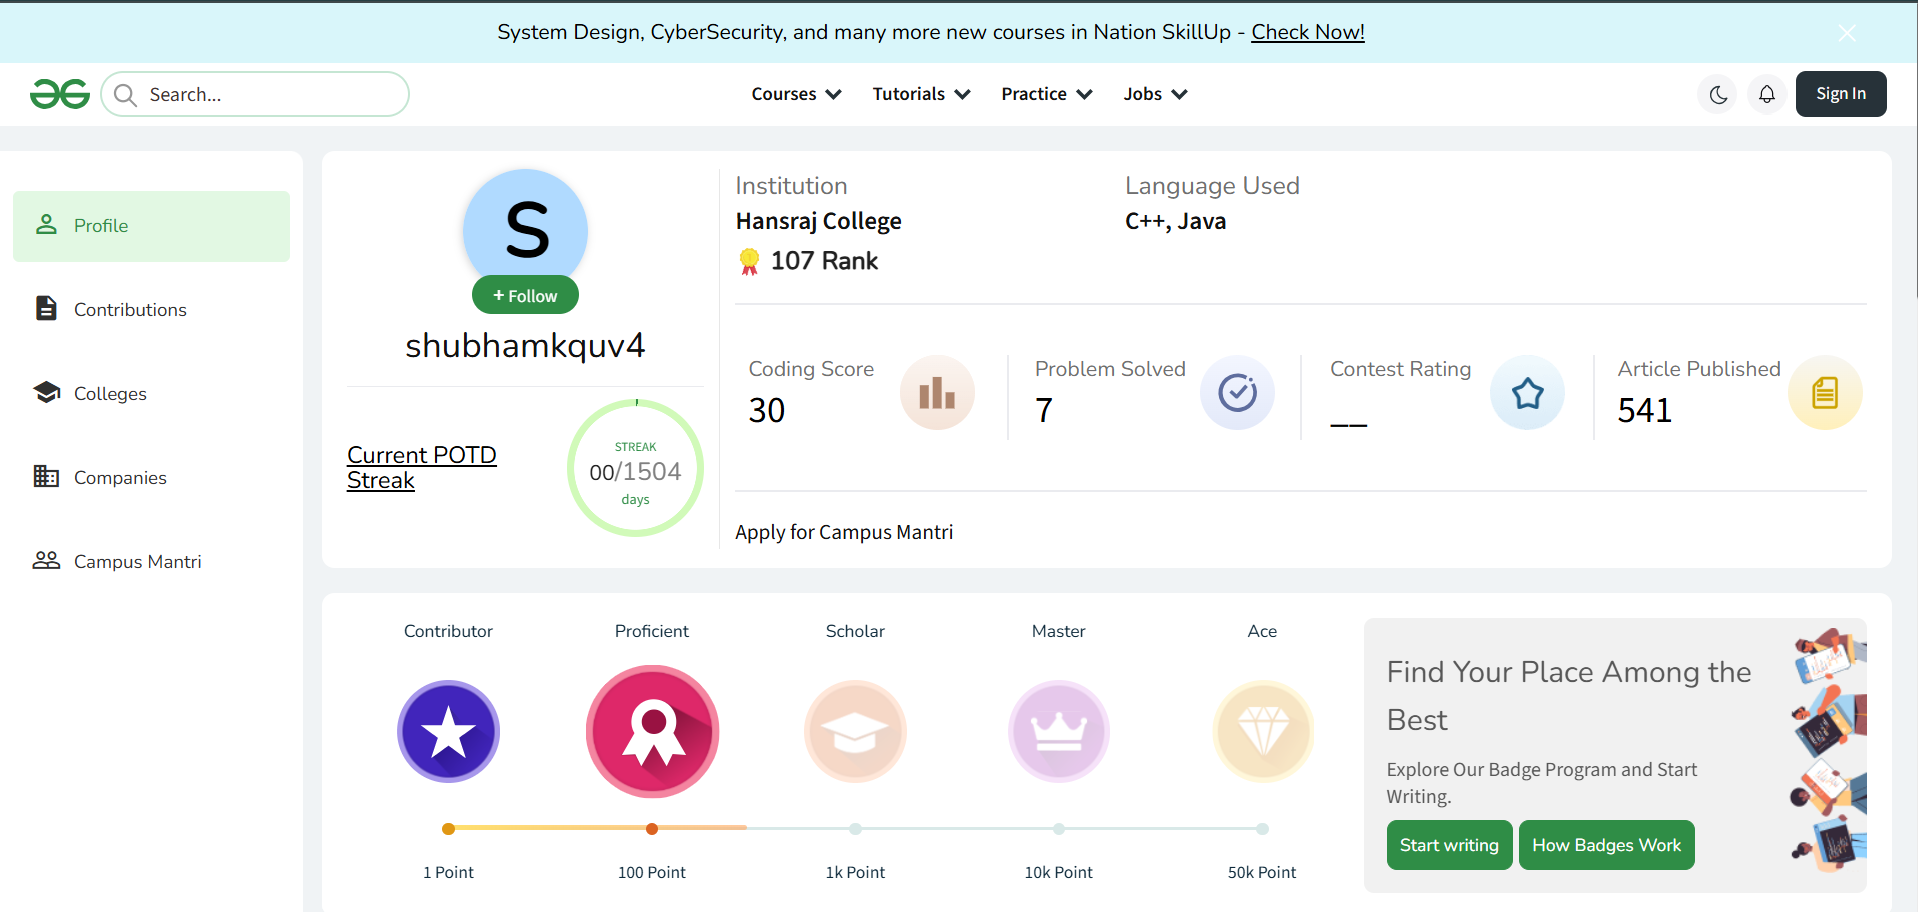 System Design, CyberSecurity, and many more new courses in Nation SkillUp - Check Now!
Search...
Courses
Tutorials
Practice
Jobs
Sign In
Profile
Contributions
Colleges
Companies
Campus Mantri
S
+ Follow
shubhamkquv4
Current POTD
Streak
STREAK
00/1504
days
Institution
Hansraj College
107 Rank
Language Used
C++, Java
Coding Score
30
Problem Solved
7
Contest Rating
__
Article Published
541
Apply for Campus Mantri
Contributor
Proficient
Scholar
Master
Ace
1 Point
100 Point
1k Point
10k Point
50k Point
Find Your Place Among the
Best
Explore Our Badge Program and Start
Writing.
Start writing
How Badges Work